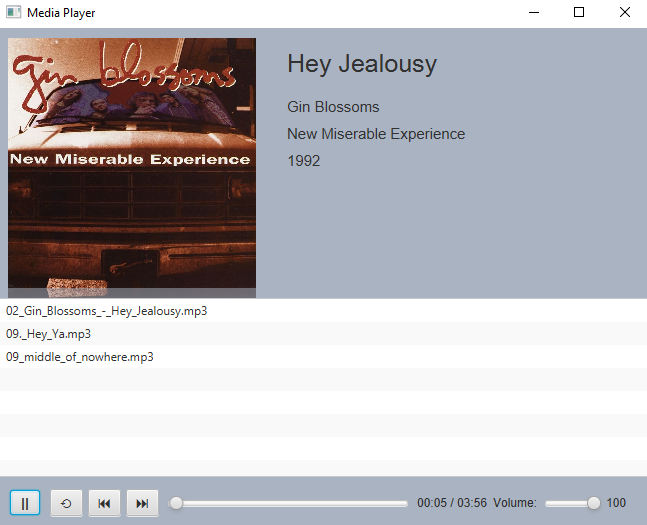 Media Player
gin blossoms
New Miserable Experience
Hey Jealousy
Gin Blossoms
New Miserable Experience
1992
02_Gin_Blossoms_-_Hey_Jealousy.mp3
09._Hey_Ya.mp3
09_middle_of_nowhere.mp3
00:05 / 03:56 Volume: 100